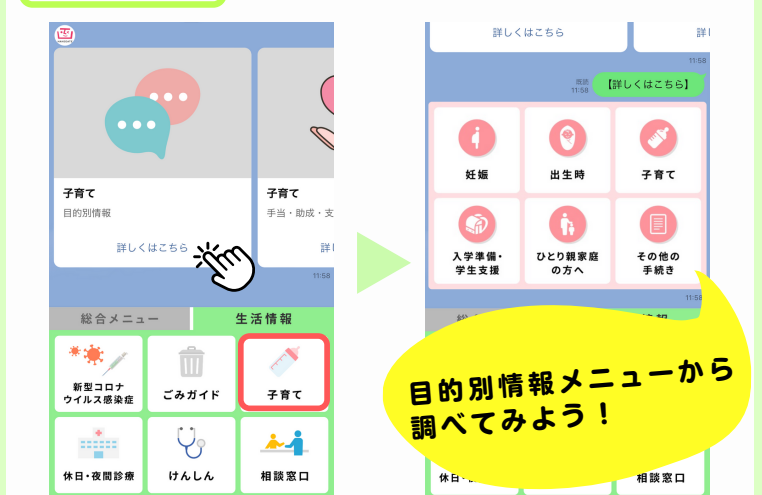 子育て
目的別情報
詳しくはこちら
子育て
手当・助成・支
詳
11:58
総合メニュー
生活情報
新型コロナ
ウイルス感染症
ごみガイド
子育て
休日・夜間診療
けんしん
相談窓口
詳しくはこちら
詳し
11:58
既読
11:58
【詳しくはこちら】
妊娠
出生時
子育て
入学準備・
学生支援
ひとり親家庭
の方へ
その他の
手続き
11:58
目的別情報メニューから
調べてみよう！
休日・
相談窓口